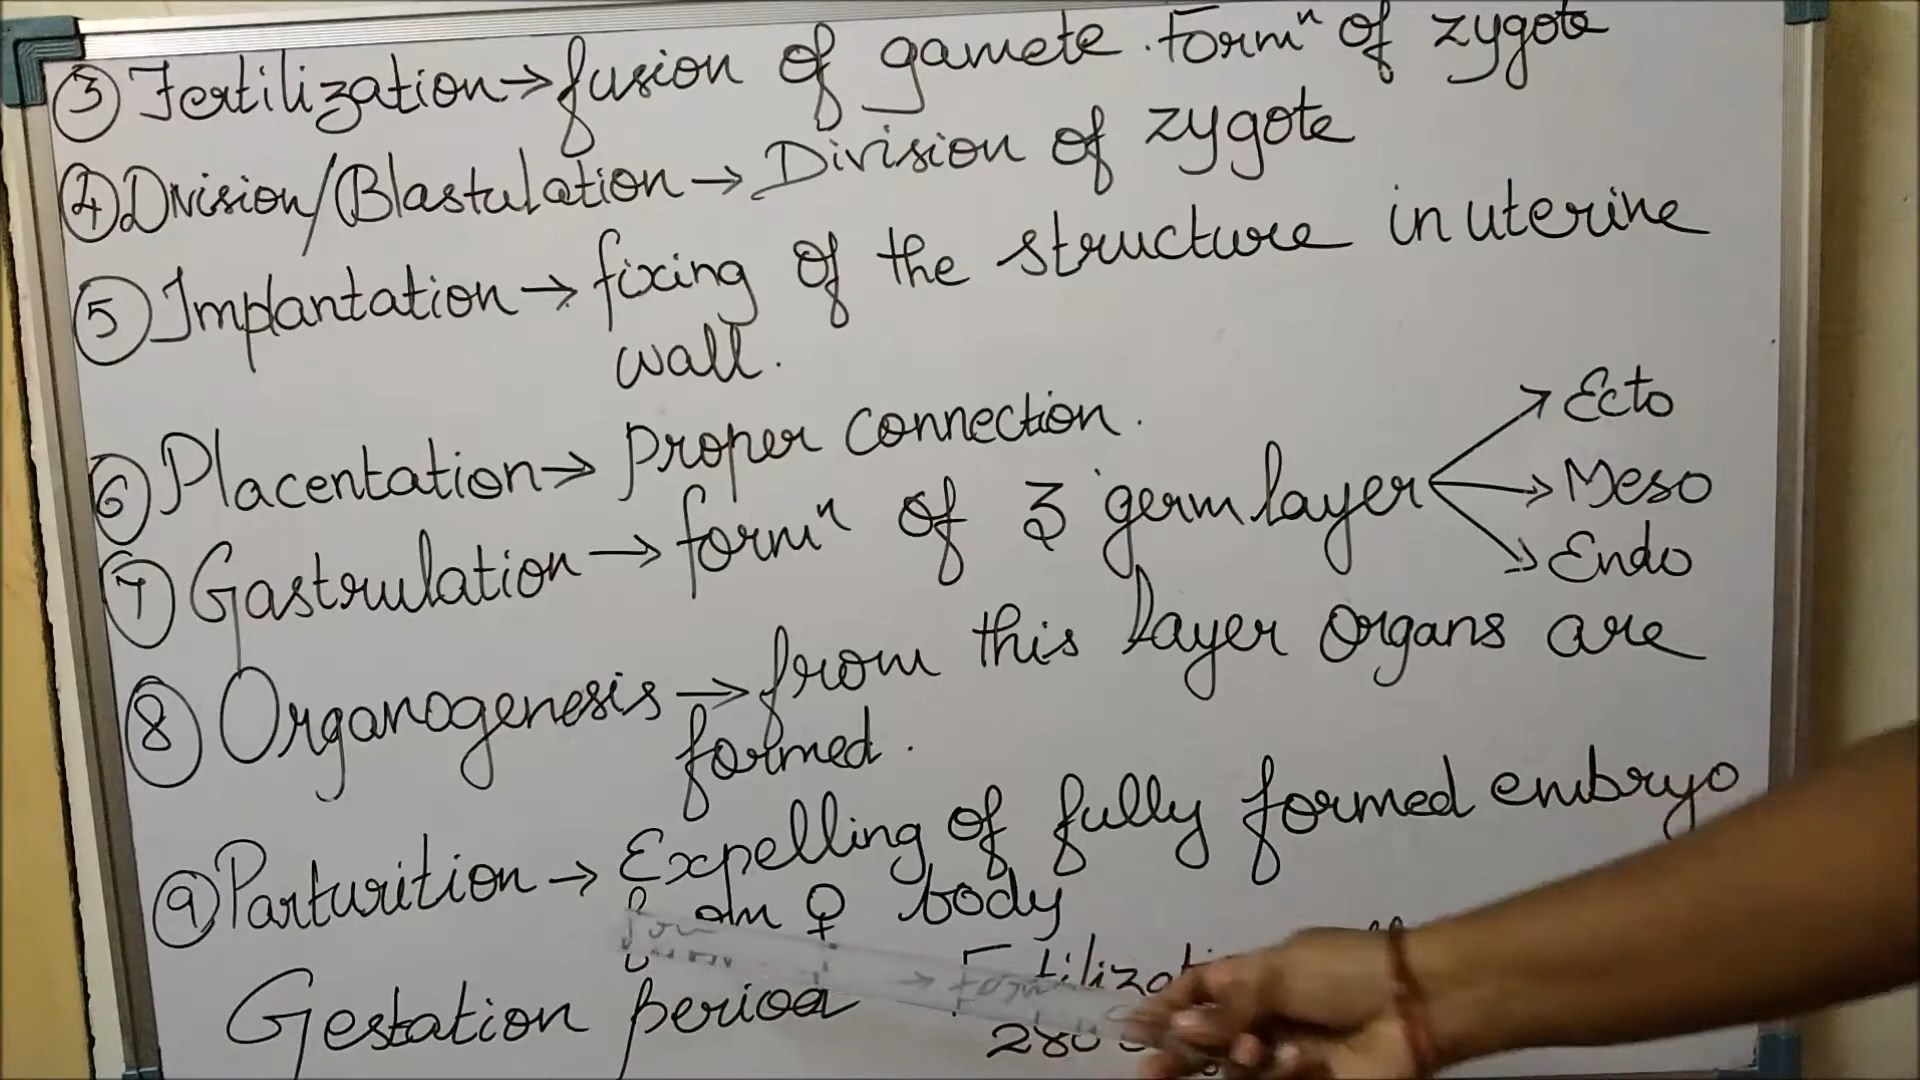 ③ Fertilization → fusion of gamete. Formⁿ of zygote
④ Division/Blastulation → Division of zygote
⑤ Implantation → fixing of the structure in uterine
wall.
⑥ Placentation → Proper connection.
⑦ Gastrulation → formⁿ of 3 germ layer → Ecto
→ Meso
→ Endo
⑧ Organogenesis → from this layer organs are
formed.
⑨ Parturition → Expelling of fully formed embryo
from ♀ body
Gestation period →